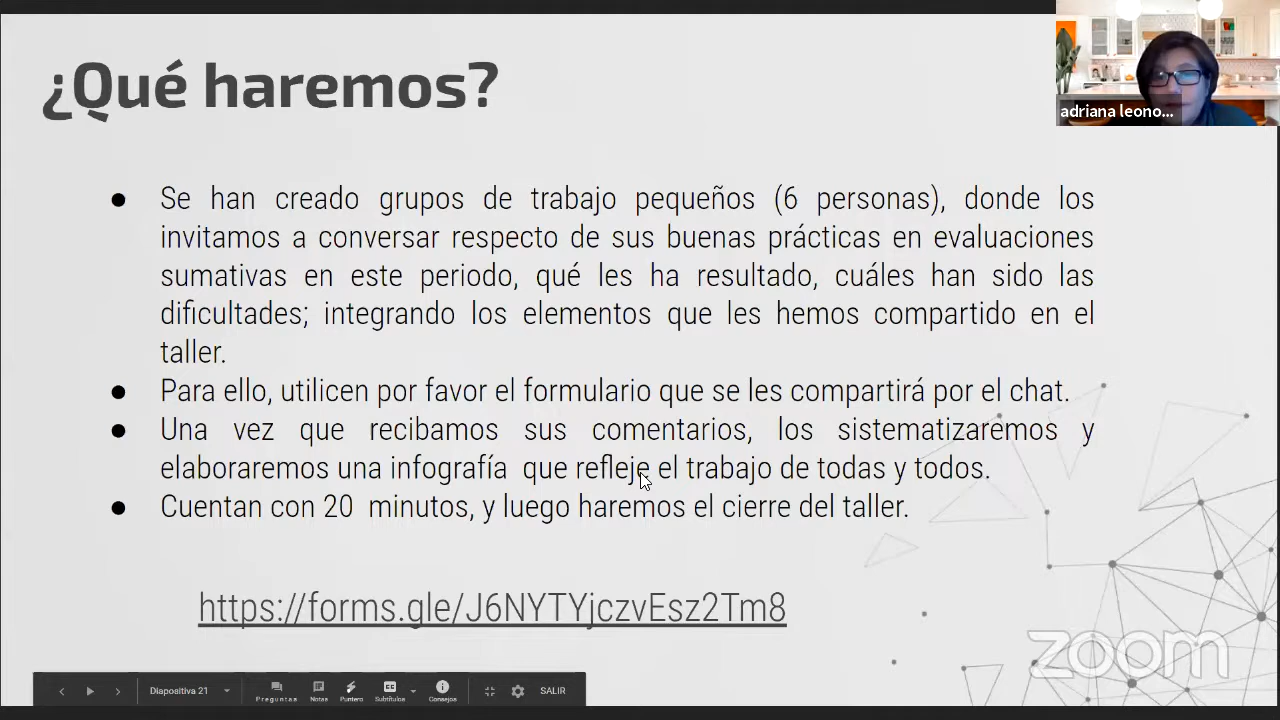 ¿Qué haremos?
adriana leono...
● Se han creado grupos de trabajo pequeños (6 personas), donde los
invitamos a conversar respecto de sus buenas prácticas en evaluaciones
sumativas en este periodo, qué les ha resultado, cuáles han sido las
dificultades; integrando los elementos que les hemos compartido en el
taller.
● Para ello, utilicen por favor el formulario que se les compartirá por el chat.
● Una vez que recibamos sus comentarios, los sistematizaremos y
elaboraremos una infografía que refleje el trabajo de todas y todos.
● Cuentan con 20 minutos, y luego haremos el cierre del taller.
https://forms.gle/J6NYTYjczvEsz2Tm8
zoom
Diapositiva 21
Preguntas
Notas
Puntero
Subtítulos
Consejos
SALIR